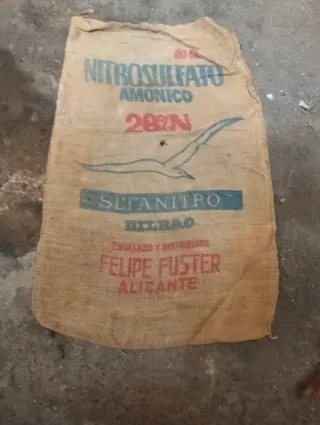 NITROSULFATO
AMONICO
26%N
SEFANITRO
BILBAO
ENVASADO Y DISTRIBUIDO
FELIPE FUSTER
ALICANTE